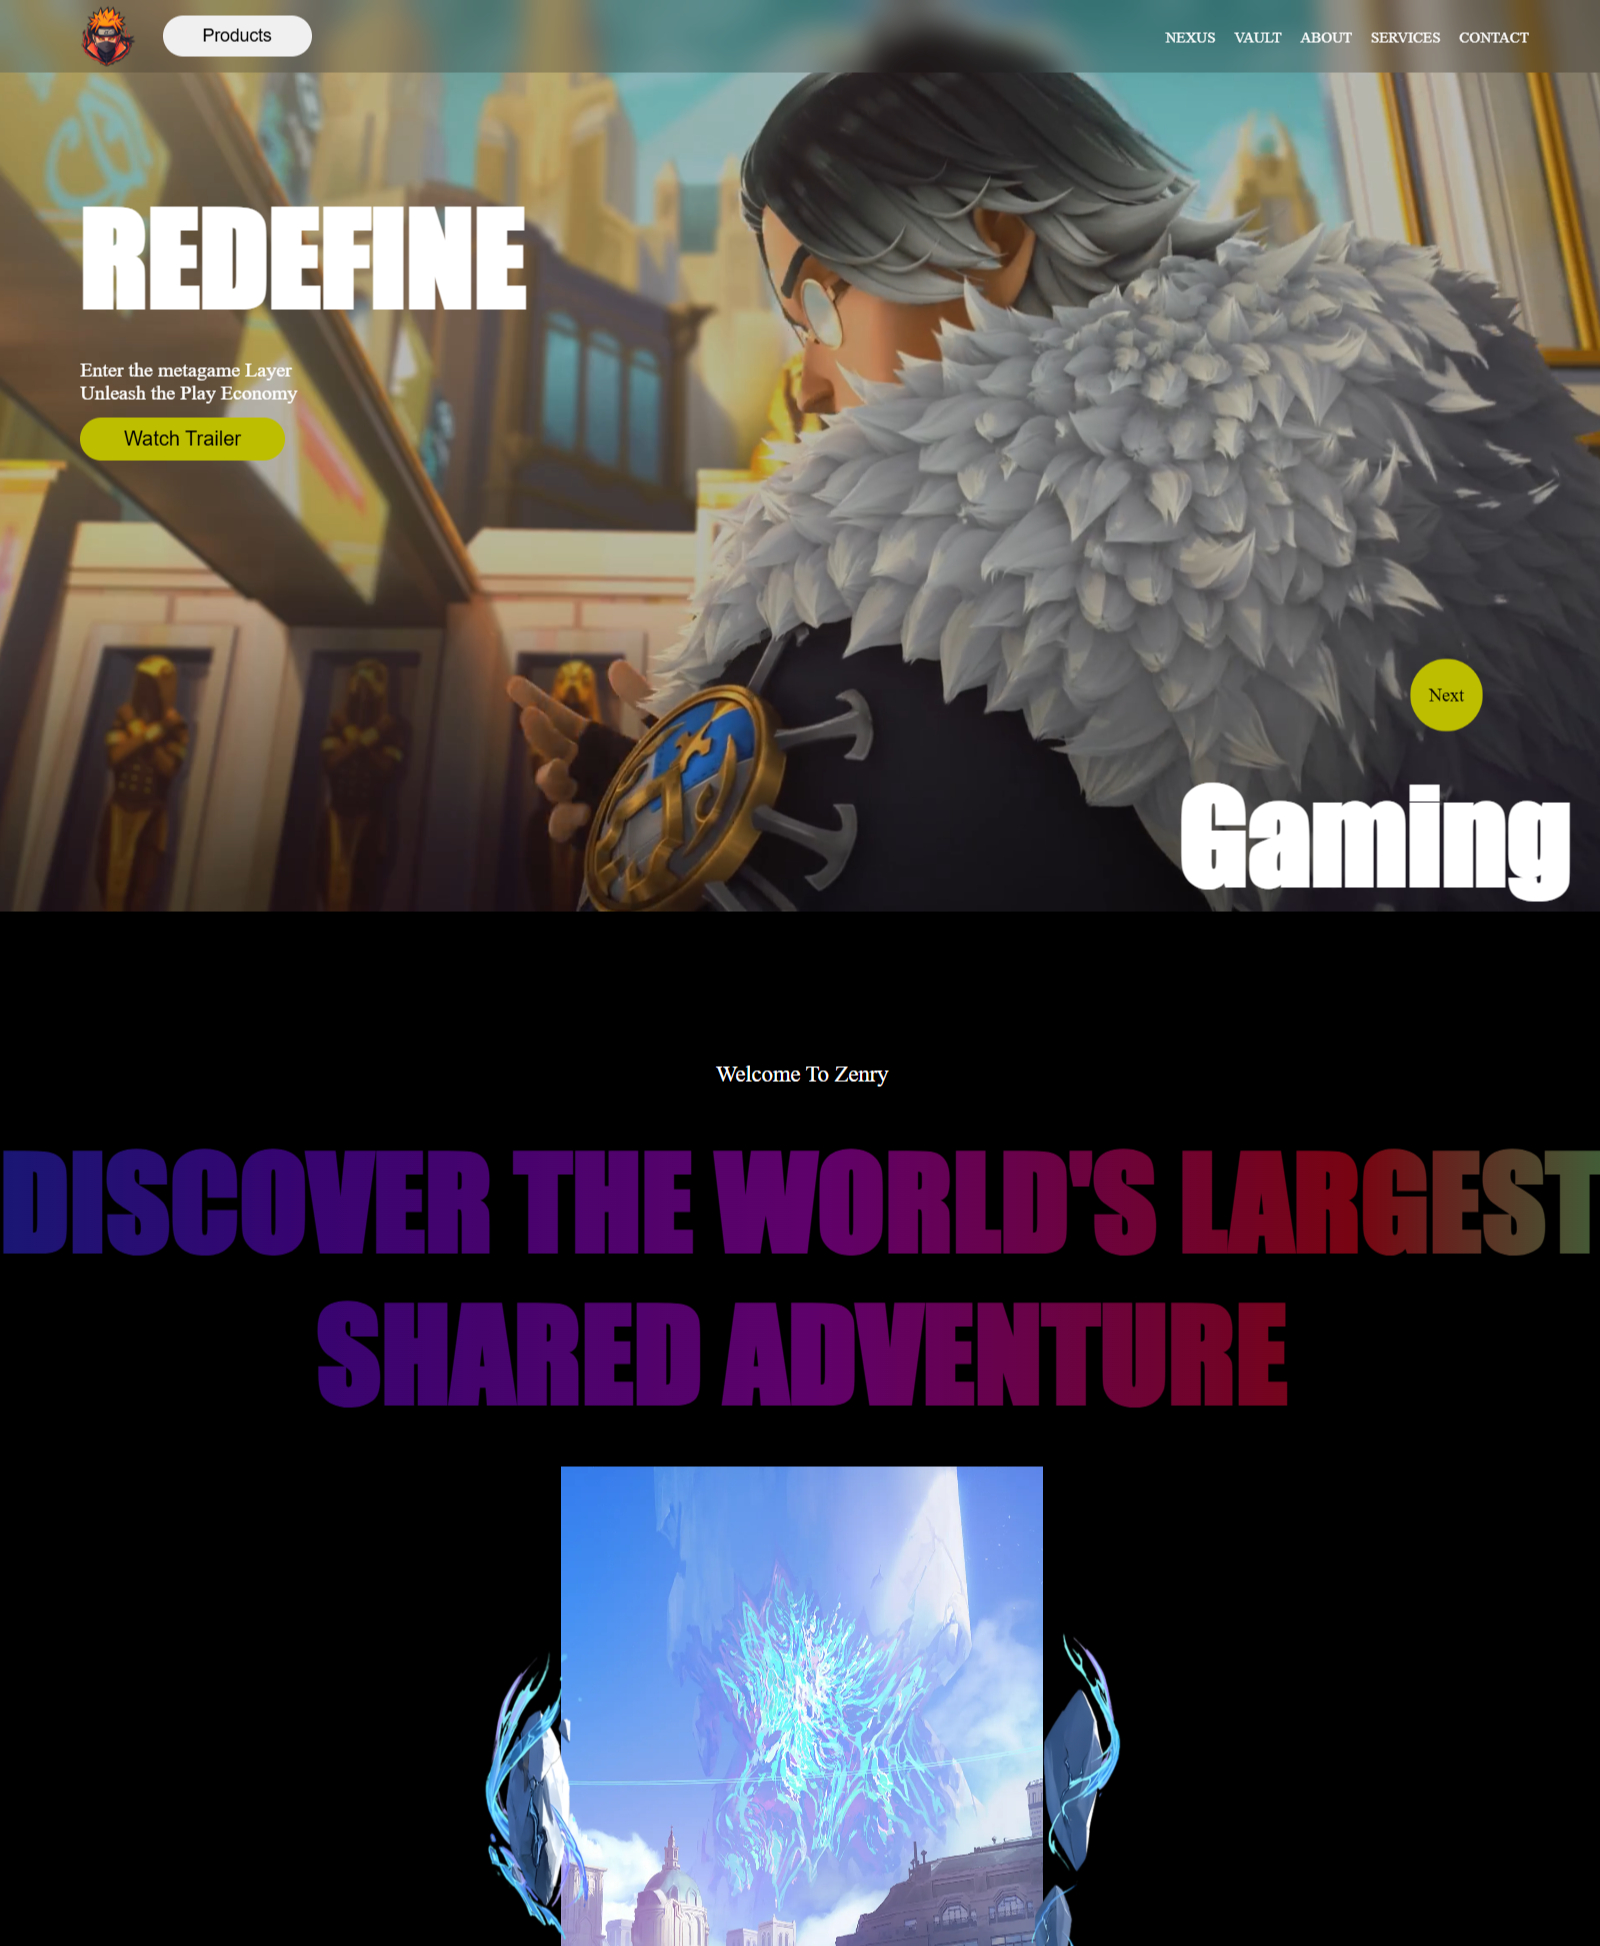 Products
NEXUS VAULT ABOUT SERVICES CONTACT
REDEFINE
Enter the metagame Layer
Unleash the Play Economy
Watch Trailer
Next
Gaming
Welcome To Zenry
DISCOVER THE WORLD'S LARGEST
SHARED ADVENTURE